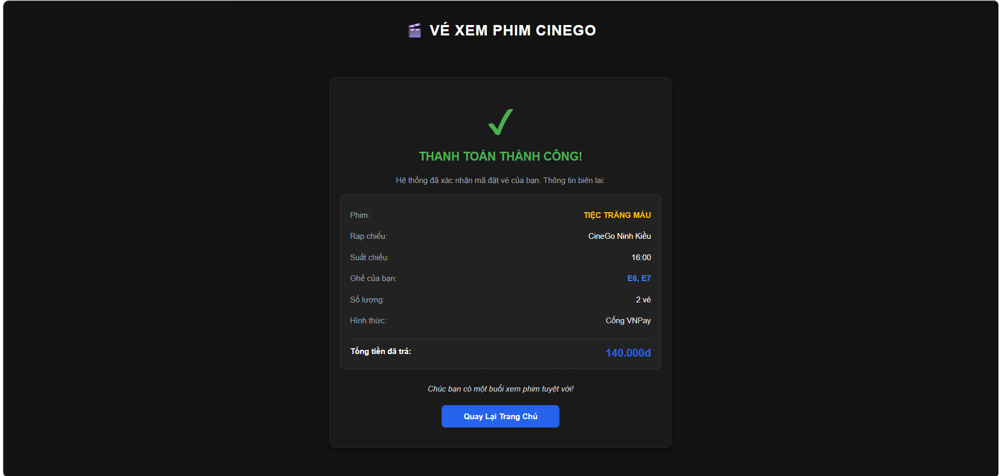 VÉ XEM PHIM CINEGO
THANH TOÁN THÀNH CÔNG!
Hệ thống đã xác nhận mã đặt vé của bạn. Thông tin biên lai:
Phim: TIỆC TRĂNG MÁU
Rạp chiếu: CineGo Ninh Kiều
Suất chiếu: 16:00
Ghế của bạn: E6, E7
Số lượng: 2 vé
Hình thức: Cổng VNPay
Tổng tiền đã trả: 140.000đ
Chúc bạn có một buổi xem phim tuyệt vời!
Quay Lại Trang Chủ